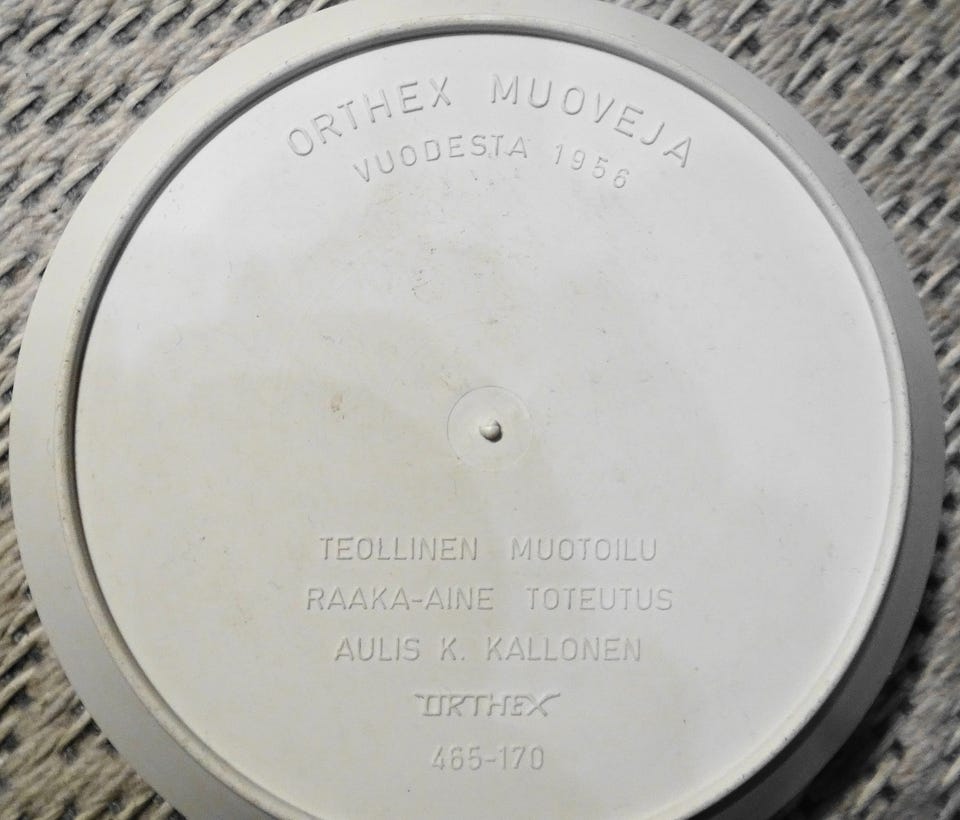 ORTHEX MUOVEJA
VUODESTA 1956
TEOLLINEN MUOTOILU
RAAKA-AINE TOTEUTUS
AULIS K. KALLONEN
ORTHEX
465-170